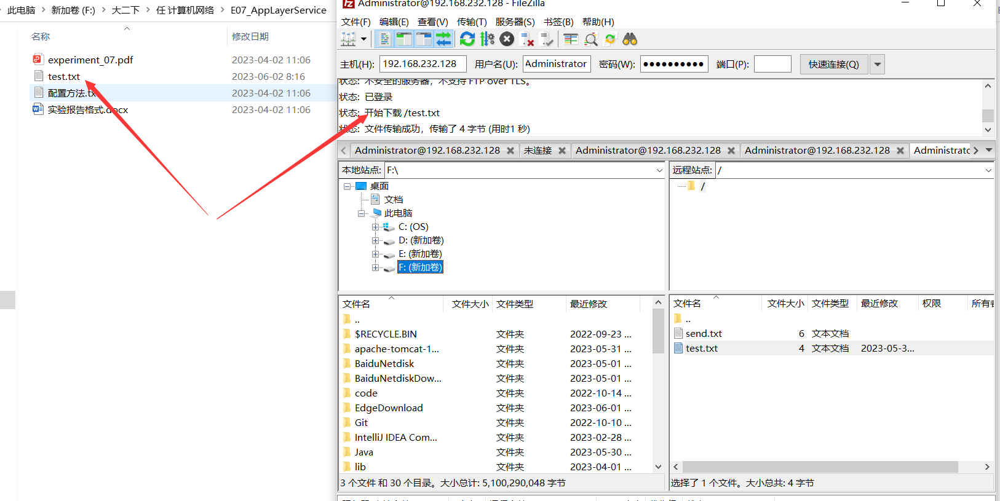 此电脑 新加卷 (F:) 大二下 任 计算机网络 E07_AppLayerService
名称 修改日期
experiment_07.pdf 2023-04-02 11:06
test.txt 2023-06-02 8:16
配置方法.txt 2023-04-02 11:06
实验报告格式.docx 2023-04-02 11:06
Administrator@192.168.232.128 - FileZilla
文件(F) 编辑(E) 查看(V) 传输(T) 服务器(S) 书签(B) 帮助(H)
主机(H): 192.168.232.128 用户名(U): Administrator 密码(W): ●●●●●●●●●● 端口(P): 快速连接(Q)
状态: 不安全的服务器，不支持 FTP over TLS。
状态: 已登录
状态: 开始下载 /test.txt
状态: 文件传输成功，传输了 4 字节 (用时1 秒)
Administrator@192.168.232.128 未连接 Administrator@192.168.232.128 Administrator@192.168.232.128 Administrato
本地站点: F:\
桌面
文档
此电脑
C: (OS)
D: (新加卷)
E: (新加卷)
F: (新加卷)
远程站点: /
/
文件名 文件大小 文件类型 最近修改
..
$RECYCLE.BIN 文件夹 2022-09-23 ...
apache-tomcat-1... 文件夹 2023-05-31 ...
BaiduNetdisk 文件夹 2023-05-01 ...
BaiduNetdiskDow... 文件夹 2023-05-01 ...
code 文件夹 2022-10-14 ...
EdgeDownload 文件夹 2023-06-01 ...
Git 文件夹 2022-10-10 ...
IntelliJ IDEA Com... 文件夹 2023-02-28 ...
Java 文件夹 2023-05-30 ...
lib 文件夹 2023-04-01 ...
3 个文件 和 30 个目录。大小总计: 5,100,290,048 字节
文件名 文件大小 文件类型 最近修改 权限 所有者
..
send.txt 6 文本文档
test.txt 4 文本文档 2023-05-3...
选择了 1 个文件。大小总共: 4 字节